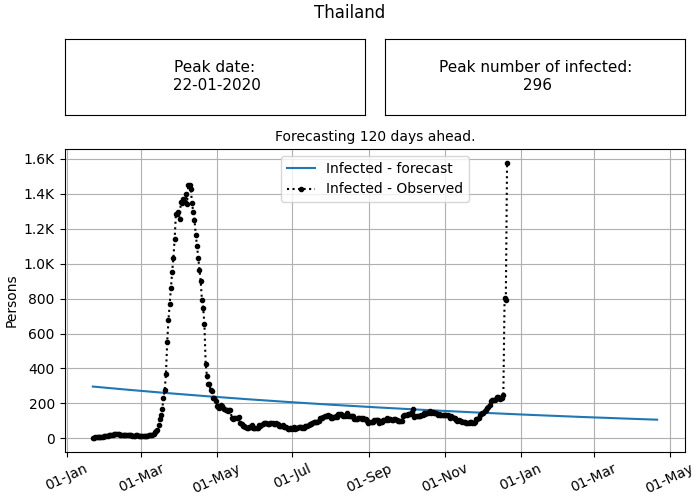 Thailand
Peak date:
22-01-2020
Peak number of infected:
296
Forecasting 120 days ahead.
Infected - forecast
Infected - Observed
Persons
1.6K
1.4K
1.2K
1.0K
800
600
400
200
0
01-Jan
01-Mar
01-May
01-Jul
01-Sep
01-Nov
01-Jan
01-Mar
01-May